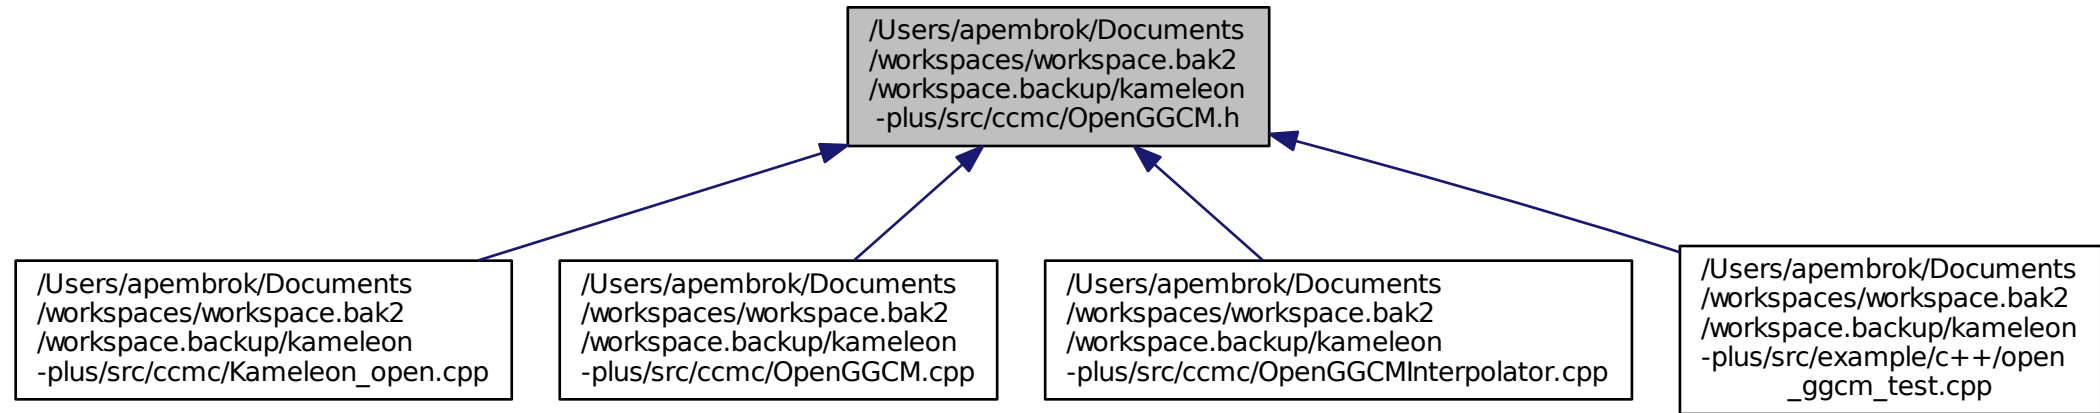 /Users/apembrok/Documents
/workspaces/workspace.bak2
/workspace.backup/kameleon
-plus/src/ccmc/OpenGGCM.h
/Users/apembrok/Documents
/workspaces/workspace.bak2
/workspace.backup/kameleon
-plus/src/ccmc/Kameleon_open.cpp
/Users/apembrok/Documents
/workspaces/workspace.bak2
/workspace.backup/kameleon
-plus/src/ccmc/OpenGGCM.cpp
/Users/apembrok/Documents
/workspaces/workspace.bak2
/workspace.backup/kameleon
-plus/src/ccmc/OpenGGCMInterpolator.cpp
/Users/apembrok/Documents
/workspaces/workspace.bak2
/workspace.backup/kameleon
-plus/src/example/c++/open
_ggcm_test.cpp